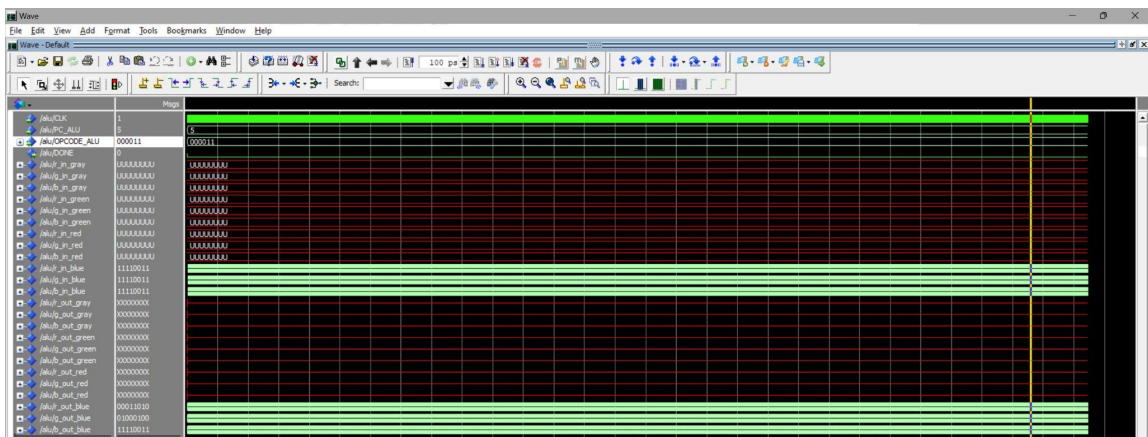 Wave
File Edit View Add Format Tools Bookmarks Window Help
Wave - Default
100 ps
Search:
Msgs
/alu/CLK 1
/alu/PC_ALU 5 5
/alu/OPCODE_ALU 000011 000011
/alu/DONE 0
/alu/r_in_gray UUUUUUUU UUUUUUUU
/alu/g_in_gray UUUUUUUU UUUUUUUU
/alu/b_in_gray UUUUUUUU UUUUUUUU
/alu/r_in_green UUUUUUUU UUUUUUUU
/alu/g_in_green UUUUUUUU UUUUUUUU
/alu/b_in_green UUUUUUUU UUUUUUUU
/alu/r_in_red UUUUUUUU UUUUUUUU
/alu/g_in_red UUUUUUUU UUUUUUUU
/alu/b_in_red UUUUUUUU UUUUUUUU
/alu/r_in_blue 11110011
/alu/g_in_blue 11110011
/alu/b_in_blue 11110011
/alu/r_out_gray XXXXXXXX
/alu/g_out_gray XXXXXXXX
/alu/b_out_gray XXXXXXXX
/alu/r_out_green XXXXXXXX
/alu/g_out_green XXXXXXXX
/alu/b_out_green XXXXXXXX
/alu/r_out_red XXXXXXXX
/alu/g_out_red XXXXXXXX
/alu/b_out_red XXXXXXXX
/alu/r_out_blue 00011010
/alu/g_out_blue 01000100
/alu/b_out_blue 11110011